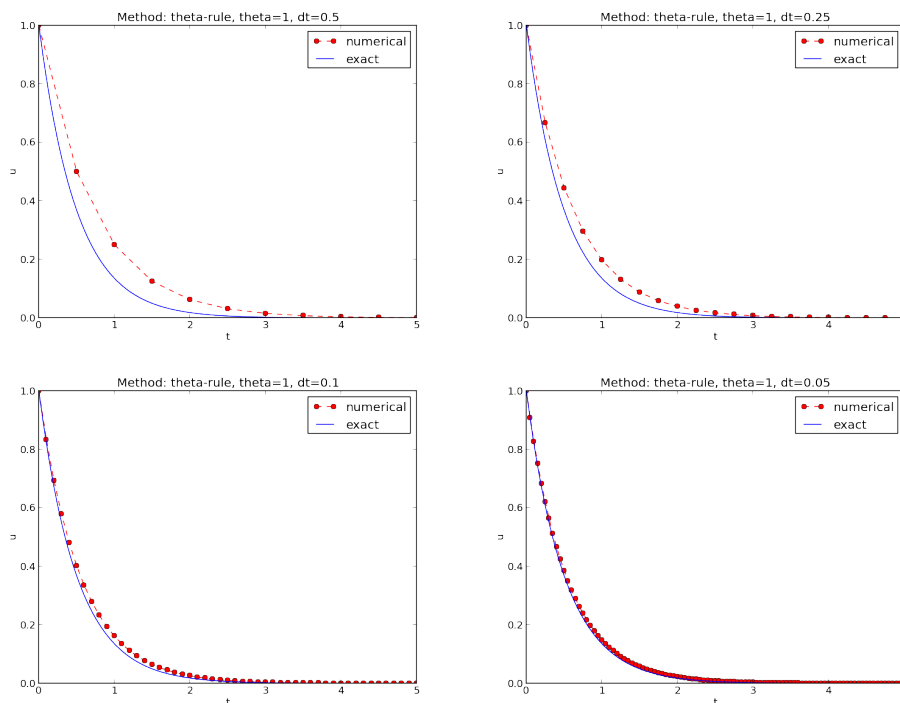 Method: theta-rule, theta=1, dt=0.5
1.0
0.8
0.6
0.4
0.2
0.0
u
numerical
exact
0 1 2 3 4 5
t
Method: theta-rule, theta=1, dt=0.25
1.0
0.8
0.6
0.4
0.2
0.0
u
numerical
exact
0 1 2 3 4
t
Method: theta-rule, theta=1, dt=0.1
1.0
0.8
0.6
0.4
0.2
0.0
u
numerical
exact
0 1 2 3 4 5
t
Method: theta-rule, theta=1, dt=0.05
1.0
0.8
0.6
0.4
0.2
0.0
u
numerical
exact
0 1 2 3 4
t